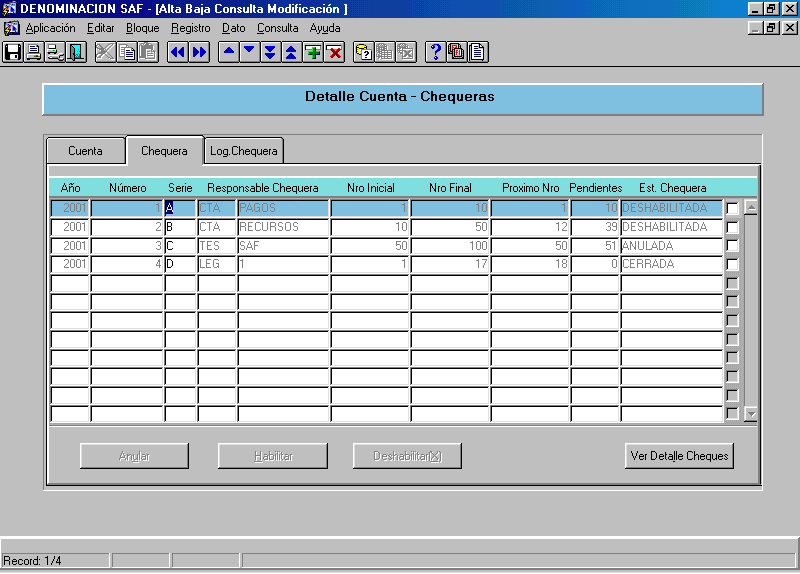 DENOMINACION SAF - [Alta Baja Consulta Modificación ]
Aplicación Editar Bloque Registro Dato Consulta Ayuda
Detalle Cuenta - Chequeras
Cuenta Chequera Log.Chequera
Año Número Serie Responsable Chequera Nro Inicial Nro Final Proximo Nro Pendientes Est. Chequera
2001 1 A CTA PAGOS 1 10 1 10 DESHABILITADA
2001 2 B CTA RECURSOS 10 50 12 39 DESHABILITADA
2001 3 C TES SAF 50 100 50 51 ANULADA
2001 4 D LEG 1 1 17 18 0 CERRADA
Anular Habilitar Deshabilitar(X) Ver Detalle Cheques
Record: 1/4